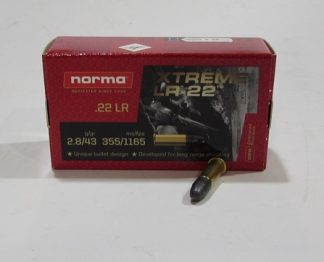 norma
XTREME
LR-22
.22 LR
g/gr
m/s/fps
2.8/43 355/1165
★ Unique bullet design ★ Developed for long range shooting